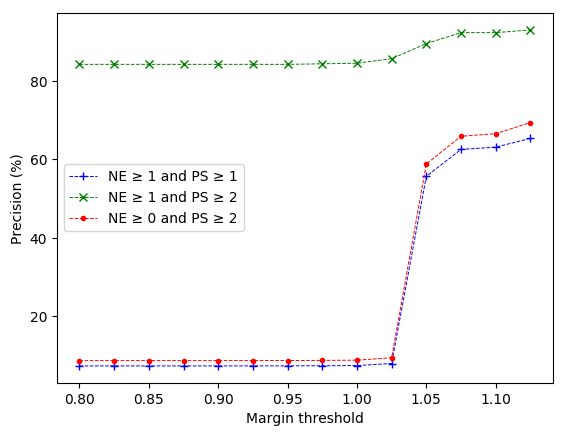 80
60
40
20
Precision (%)
NE ≥ 1 and PS ≥ 1
NE ≥ 1 and PS ≥ 2
NE ≥ 0 and PS ≥ 2
0.80 0.85 0.90 0.95 1.00 1.05 1.10
Margin threshold